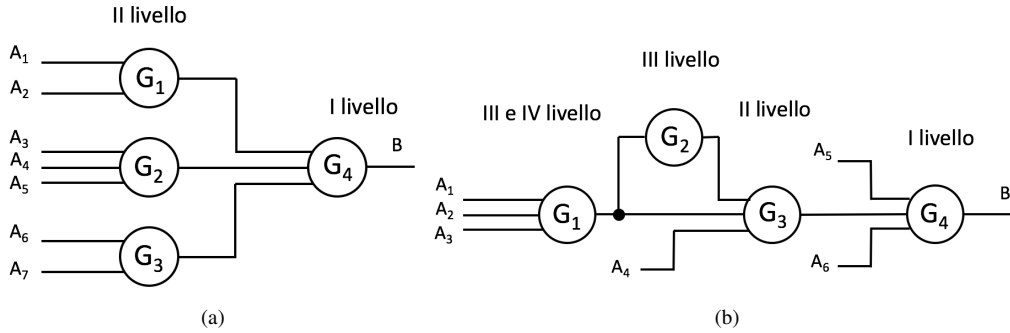 II livello
A1
A2
G1
I livello
A3
A4
A5
G2
G4
B
A6
A7
G3
(a)
III livello
III e IV livello
G2
II livello
I livello
A1
A2
A3
G1
G3
A4
A5
G4
B
A6
(b)